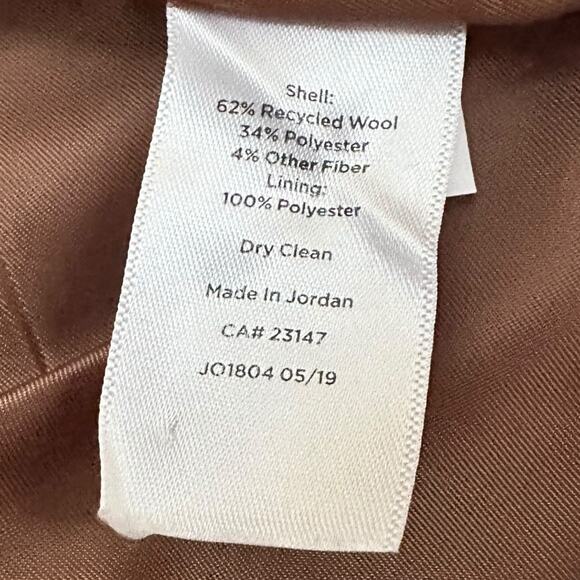 Shell:
62% Recycled Wool
34% Polyester
4% Other Fiber
Lining:
100% Polyester
Dry Clean
Made In Jordan
CA# 23147
JO1804 05/19